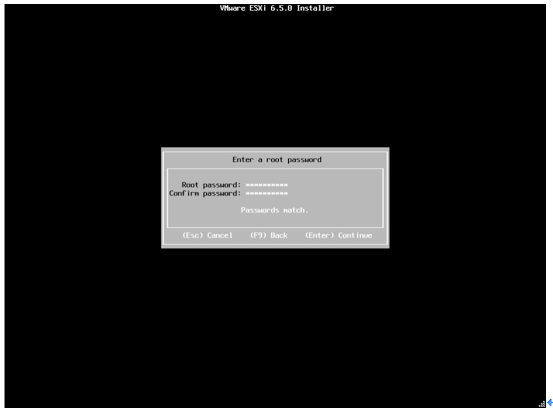 VMware ESXi 6.5.0 Installer
Enter a root password
Root password: **********
Confirm password: **********
Passwords match.
(Esc) Cancel (F9) Back (Enter) Continue